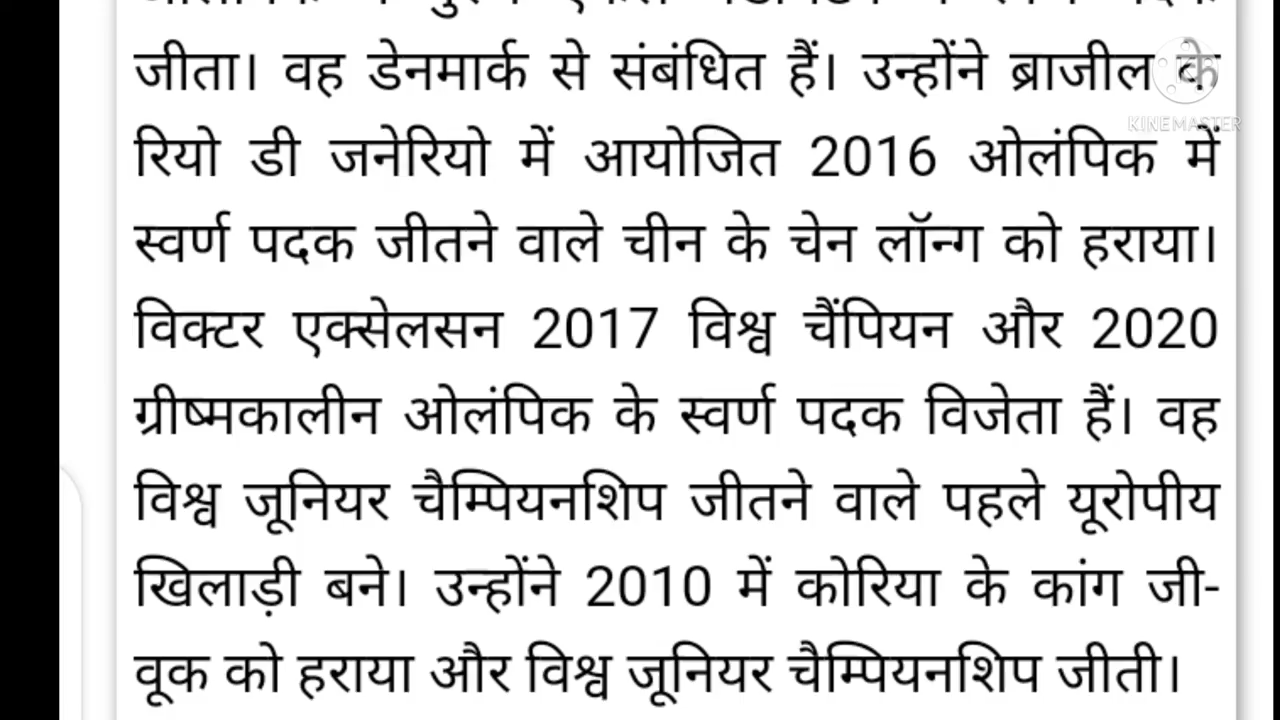 जीता। वह डेनमार्क से संबंधित हैं। उन्होंने ब्राजील के
KINEMASTER
रियो डी जनेरियो में आयोजित 2016 ओलंपिक में
स्वर्ण पदक जीतने वाले चीन के चेन लॉन्ग को हराया।
विक्टर एक्सेलसन 2017 विश्व चैंपियन और 2020
ग्रीष्मकालीन ओलंपिक के स्वर्ण पदक विजेता हैं। वह
विश्व जूनियर चैम्पियनशिप जीतने वाले पहले यूरोपीय
खिलाड़ी बने। उन्होंने 2010 में कोरिया के कांग जी-
वूक को हराया और विश्व जूनियर चैम्पियनशिप जीती।